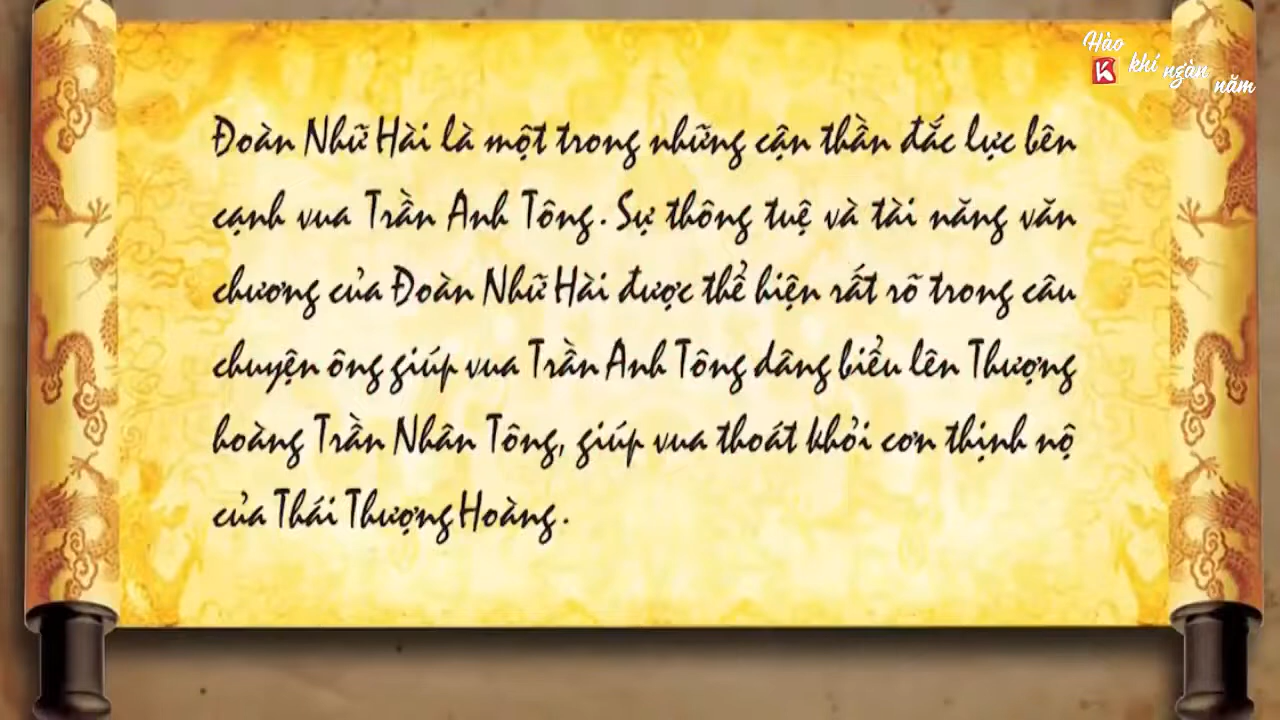 Hào
K khí ngàn năm
Đoàn Nhữ Hài là một trong những cận thần đắc lực bên
cạnh vua Trần Anh Tông. Sự thông tuệ và tài năng văn
chương của Đoàn Nhữ Hài được thể hiện rất rõ trong câu
chuyện ông giúp vua Trần Anh Tông dâng biểu lên Thượng
hoàng Trần Nhân Tông, giúp vua thoát khỏi cơn thịnh nộ
của Thái Thượng Hoàng.